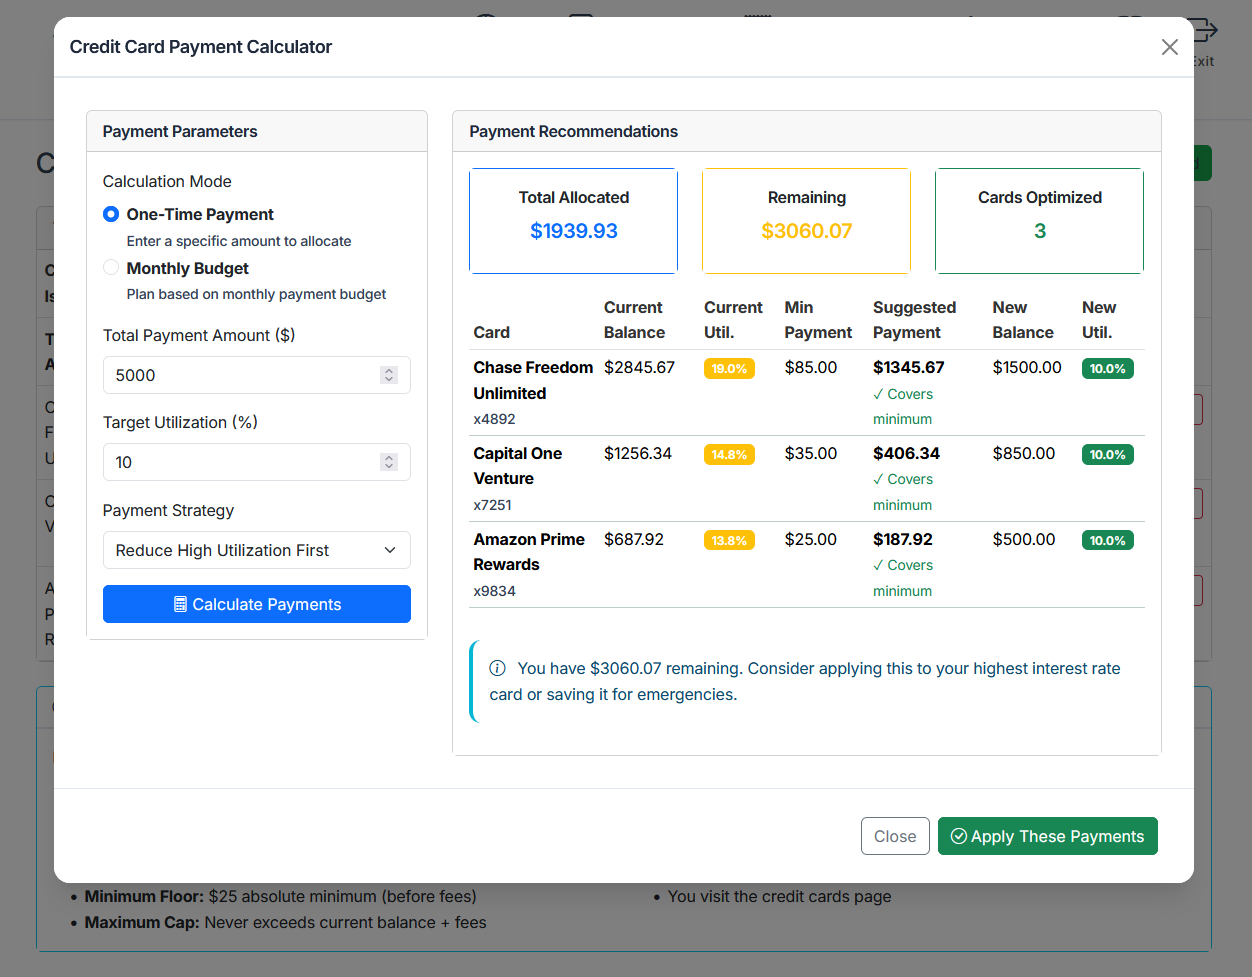 Credit Card Payment Calculator
Exit
Payment Parameters
Calculation Mode
One-Time Payment
Enter a specific amount to allocate
Monthly Budget
Plan based on monthly payment budget
Total Payment Amount ($)
5000
Target Utilization (%)
10
Payment Strategy
Reduce High Utilization First
Calculate Payments
Payment Recommendations
Total Allocated
$1939.93
Remaining
$3060.07
Cards Optimized
3
Card
Current
Balance
Current
Util.
Min
Payment
Suggested
Payment
New
Balance
New
Util.
Chase Freedom $2845.67 19.0% $85.00 $1345.67 $1500.00 10.0%
Unlimited ✓ Covers
x4892 minimum
Capital One $1256.34 14.8% $35.00 $406.34 $850.00 10.0%
Venture ✓ Covers
x7251 minimum
Amazon Prime $687.92 13.8% $25.00 $187.92 $500.00 10.0%
Rewards ✓ Covers
x9834 minimum
You have $3060.07 remaining. Consider applying this to your highest interest rate
card or saving it for emergencies.
Close
Apply These Payments
• Minimum Floor: $25 absolute minimum (before fees)
• Maximum Cap: Never exceeds current balance + fees
• You visit the credit cards page